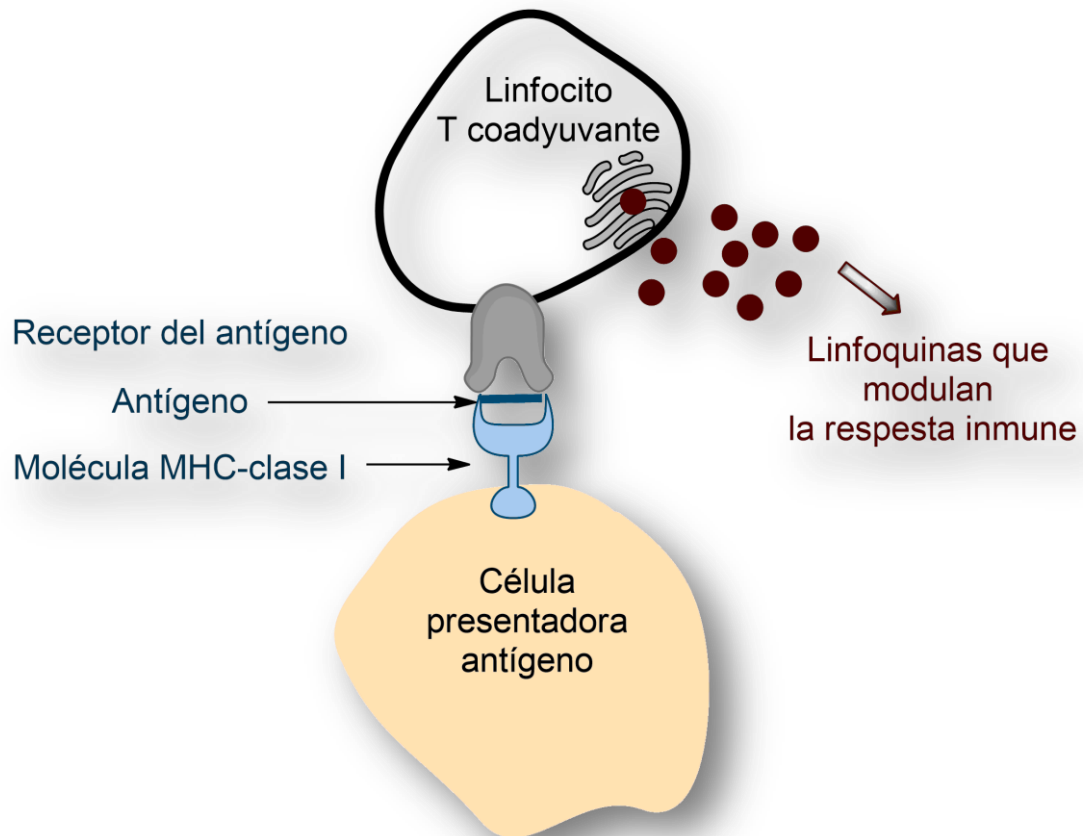 Linfocito
T coadyuvante
Receptor del antígeno
Antígeno
Molécula MHC-clase I
Linfoquinas que
modulan
la respesta inmune
Célula
presentadora
antígeno